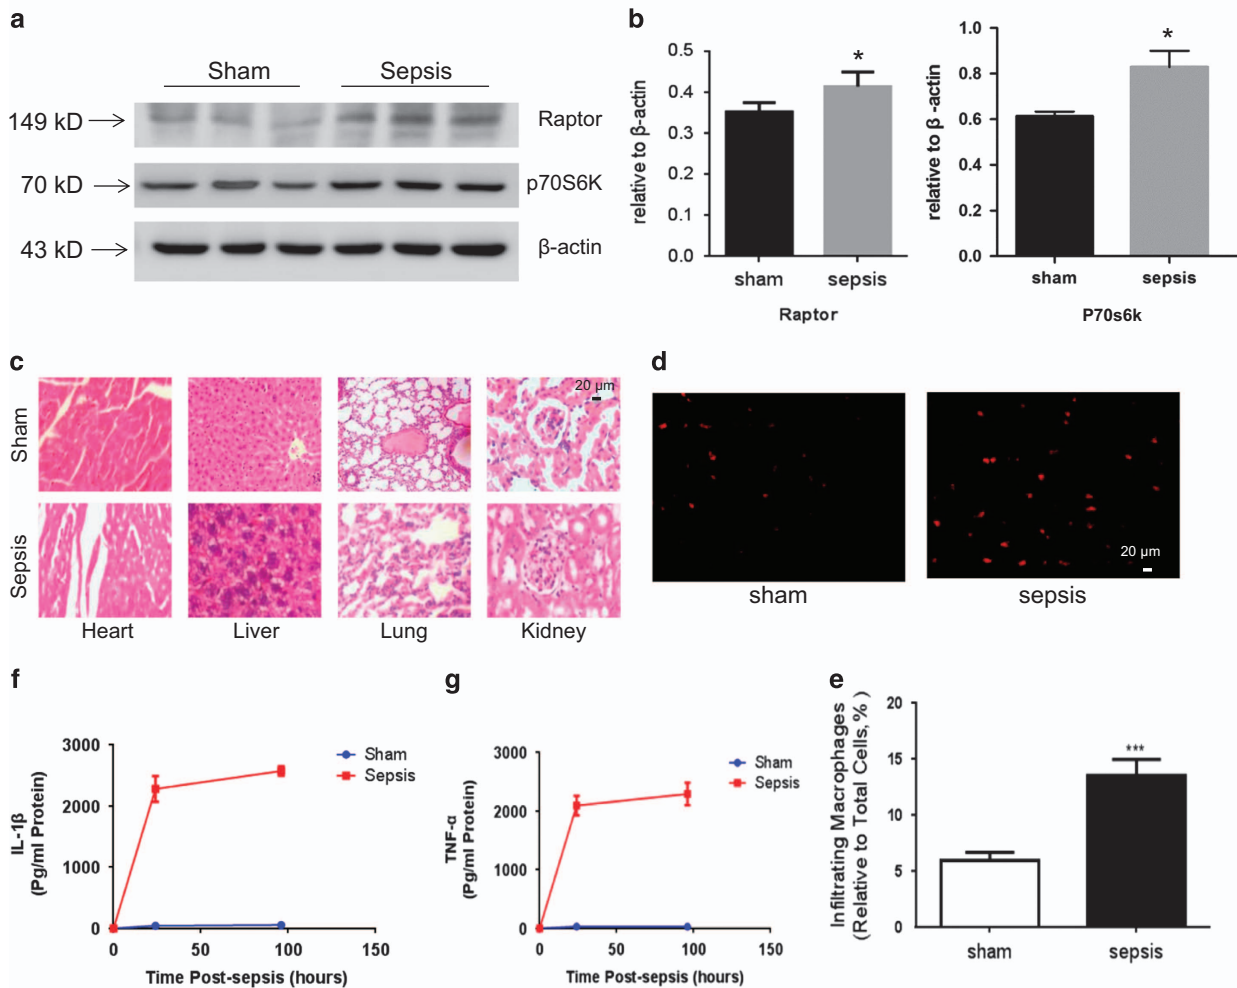 a
Sham Sepsis
149 kD Raptor
70 kD p70S6K
43 kD β-actin
b
relative to β-actin
0.5
0.4
0.3
0.2
0.1
0.0
*
sham sepsis
Raptor
relative to β -actin
1.0
0.8
0.6
0.4
0.2
0.0
*
sham sepsis
P70s6k
c
Sham
20 µm
Sepsis
Heart Liver Lung Kidney
d
20 µm
sham sepsis
f
IL-1β
(Pg/ml Protein)
3000
2000
1000
0
Sham
Sepsis
0 50 100 150
Time Post-sepsis (hours)
g
TNF-α
(Pg/ml Protein)
3000
2000
1000
0
Sham
Sepsis
0 50 100 150
Time Post-sepsis (hours)
e
Infiltrating Macrophages
(Relative to Total Cells,%)
20
15
10
5
0
***
sham sepsis